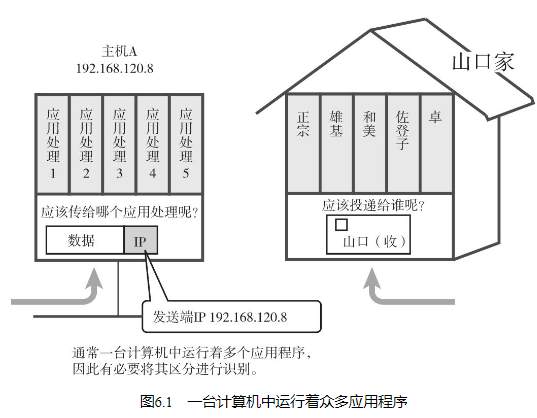 主机A
192.168.120.8
应用处理1
应用处理2
应用处理3
应用处理4
应用处理5
应该传给哪个应用处理呢?
数据
IP
发送端IP 192.168.120.8
山口家
正宗
雄基
和美
佐登子
卓
应该投递给谁呢?
山口（收）
通常一台计算机中运行着多个应用程序，
因此有必要将其区分进行识别。
图6.1 一台计算机中运行着众多应用程序